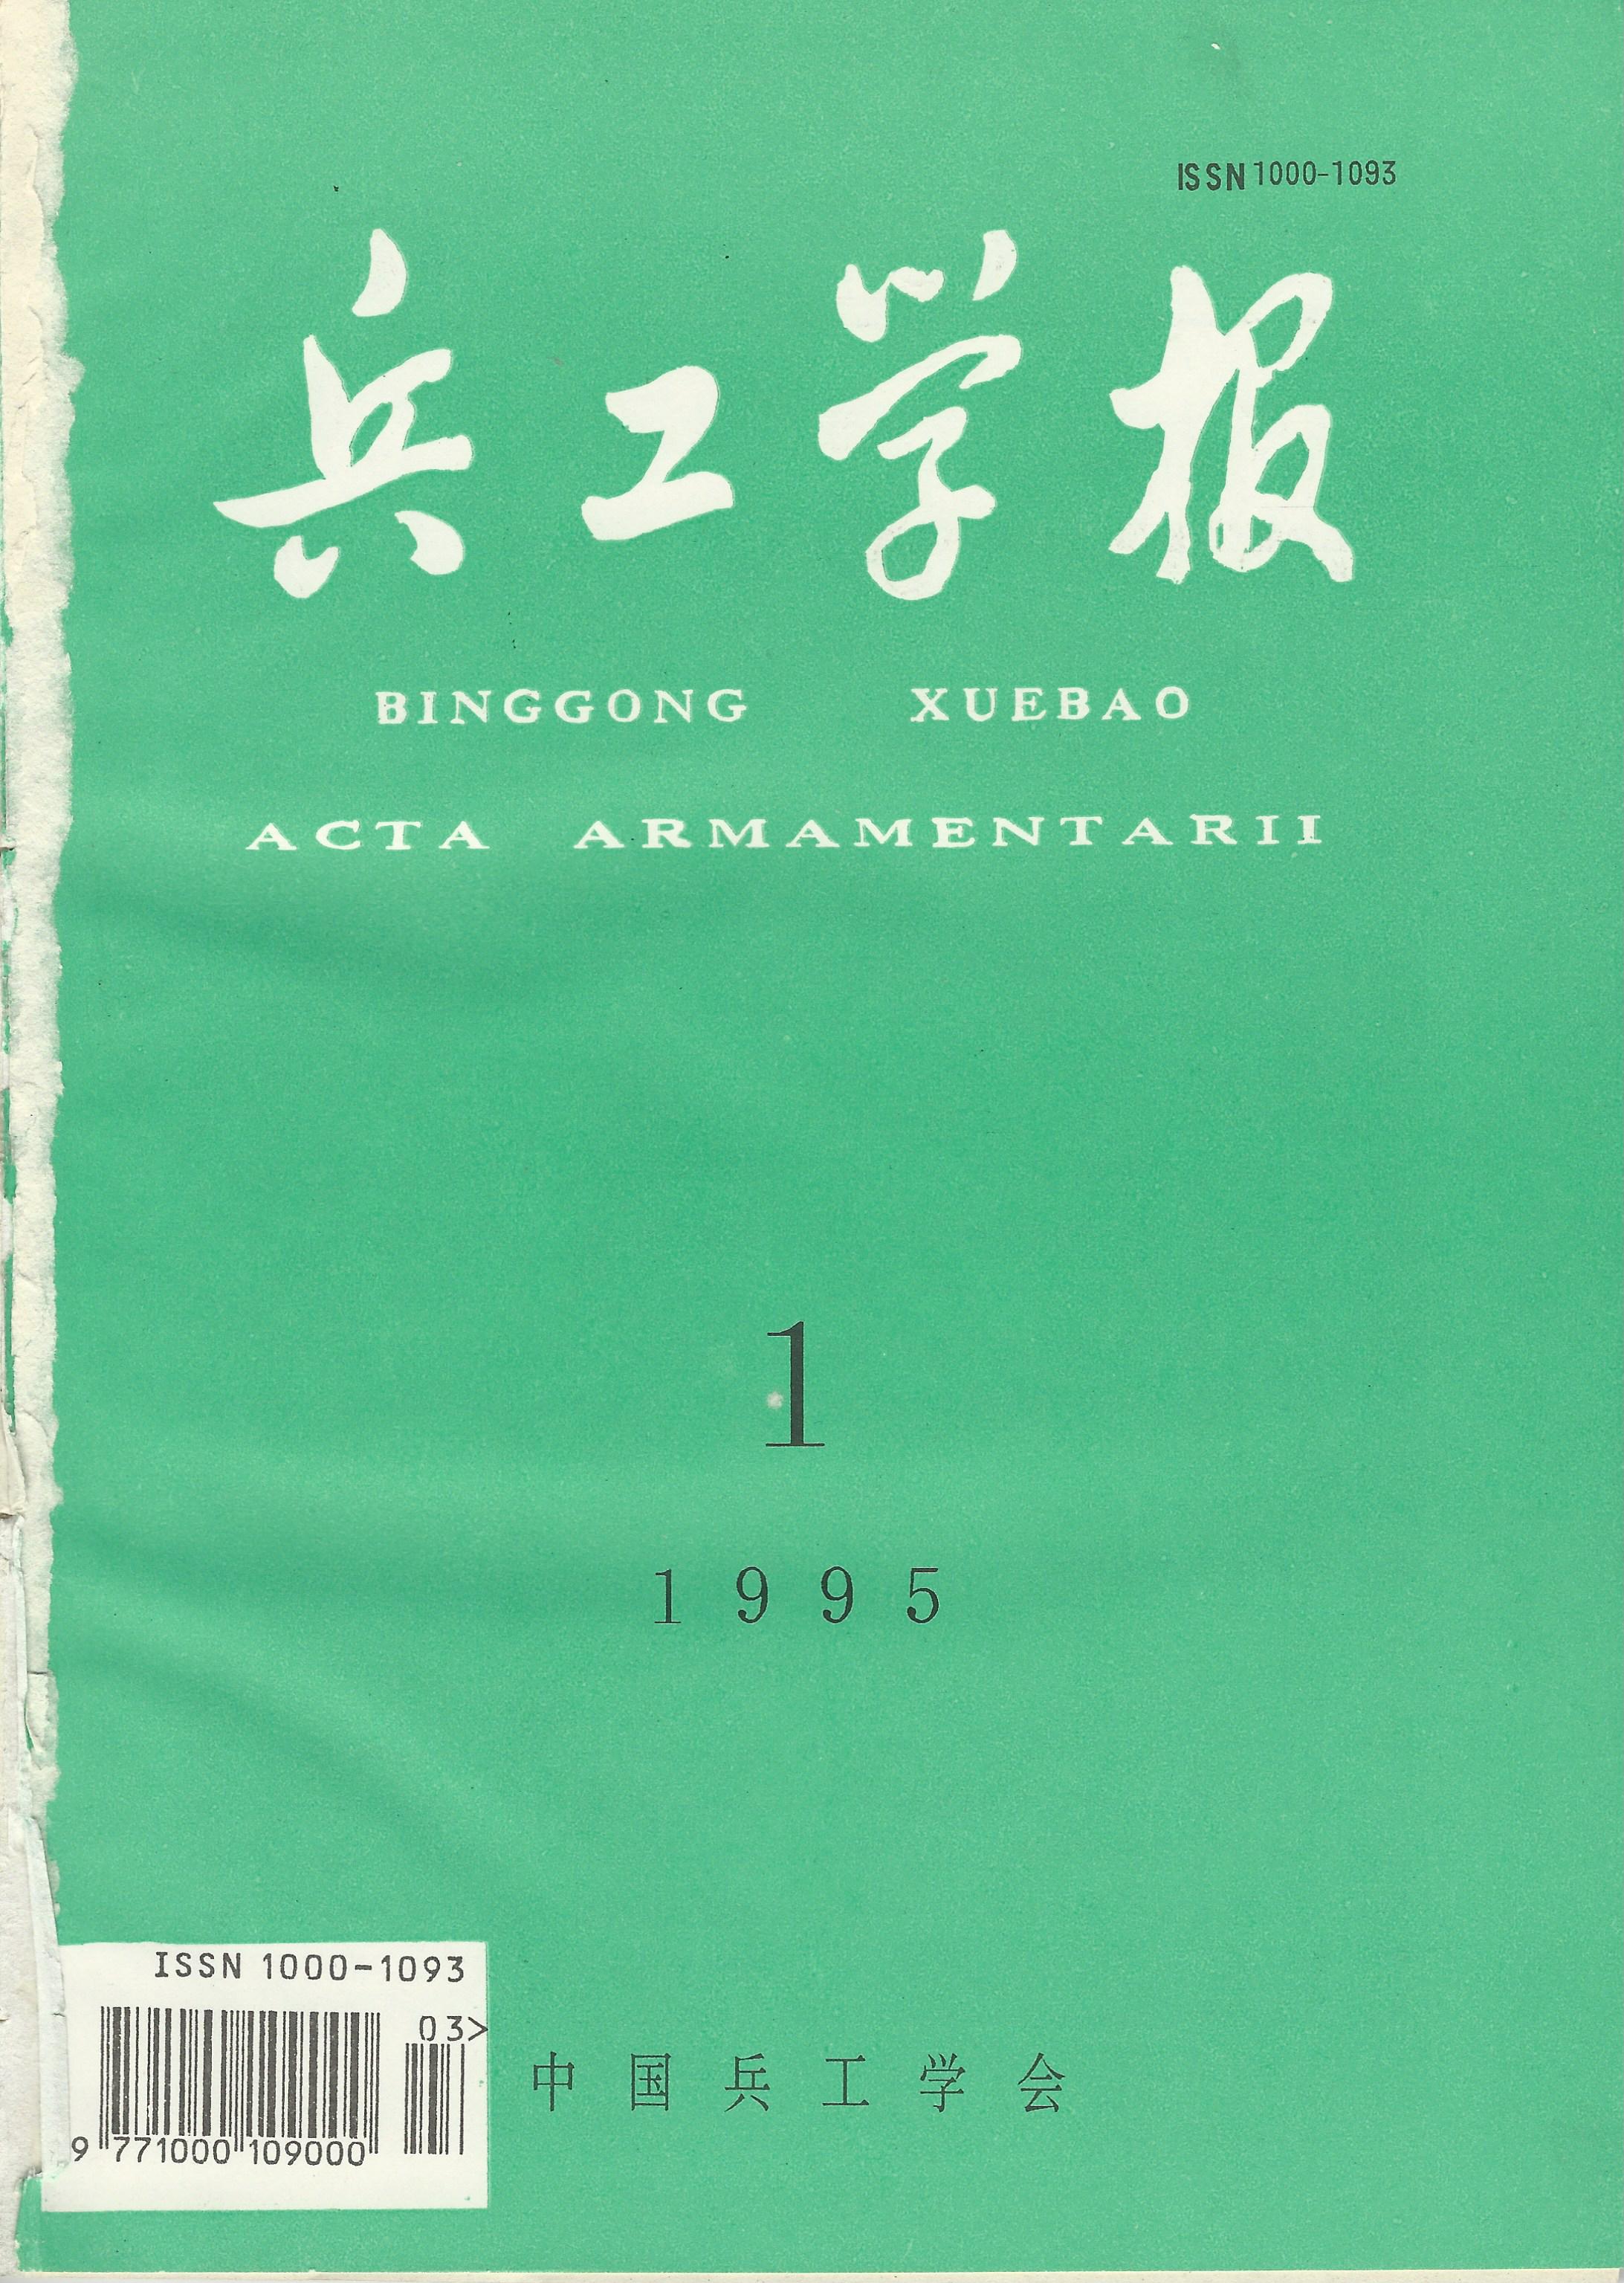 ISSN 1000-1093
兵工学报
BINGGONG XUEBAO
ACTA ARMAMENTARII
1
1995
ISSN 1000-1093
03>
9 771000 109000
中国兵工学会